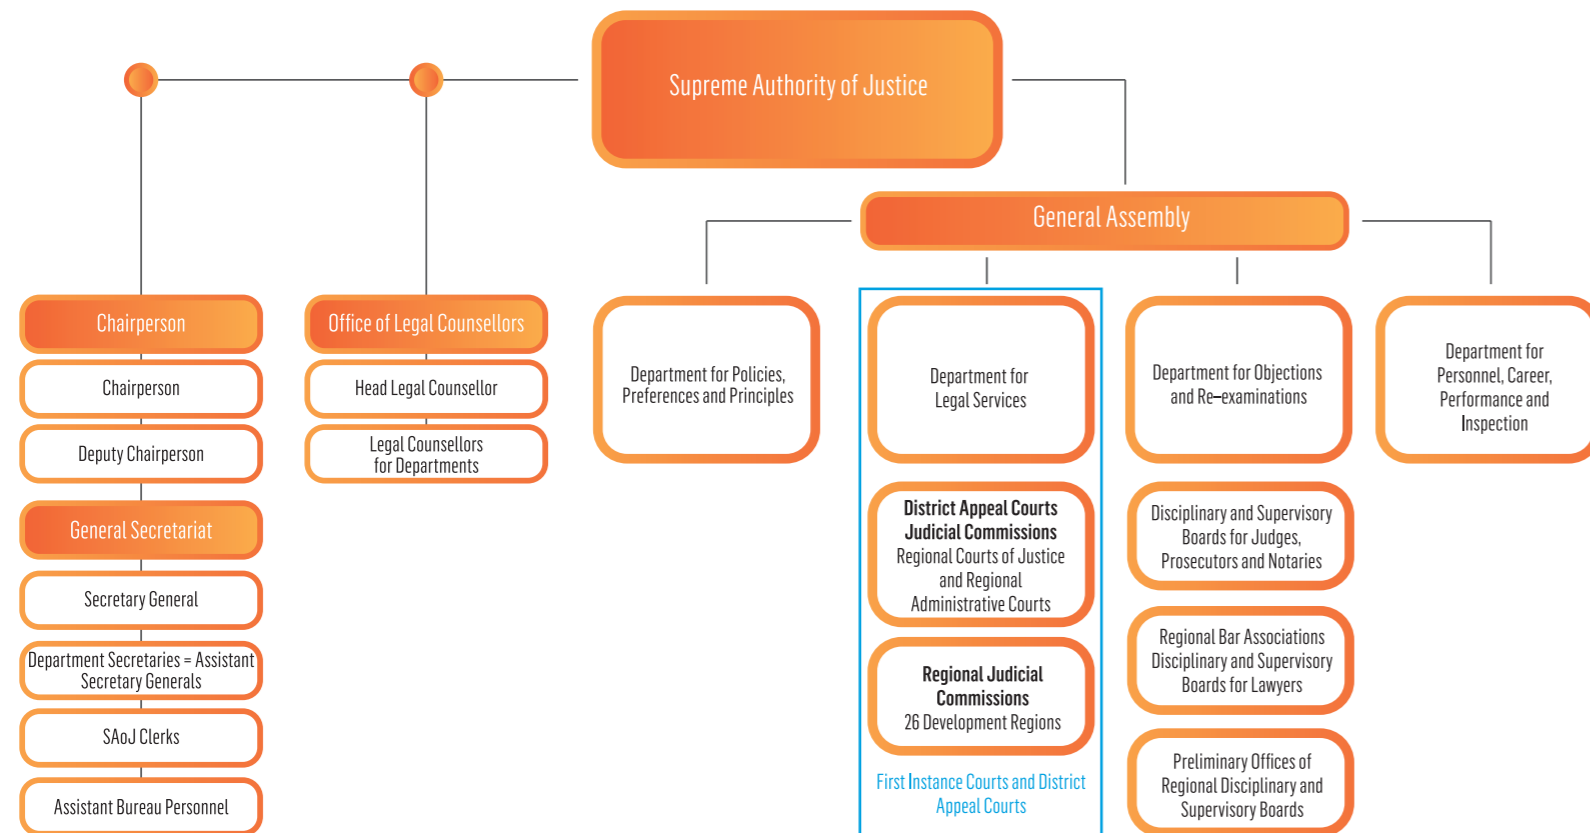 Supreme Authority of Justice
General Assembly
Chairperson
Chairperson
Deputy Chairperson
General Secretariat
Secretary General
Department Secretaries = Assistant
Secretary Generals
SAoJ Clerks
Assistant Bureau Personnel
Office of Legal Counsellors
Head Legal Counsellor
Legal Counsellors
for Departments
Department for Policies,
Preferences and Principles
Department for
Legal Services
District Appeal Courts
Judicial Commissions
Regional Courts of Justice
and Regional
Administrative Courts
Regional Judicial
Commissions
26 Development Regions
First Instance Courts and District
Appeal Courts
Department for Objections
and Re–examinations
Disciplinary and Supervisory
Boards for Judges,
Prosecutors and Notaries
Regional Bar Associations
Disciplinary and Supervisory
Boards for Lawyers
Preliminary Offices of
Regional Disciplinary and
Supervisory Boards
Department for
Personnel, Career,
Performance and
Inspection